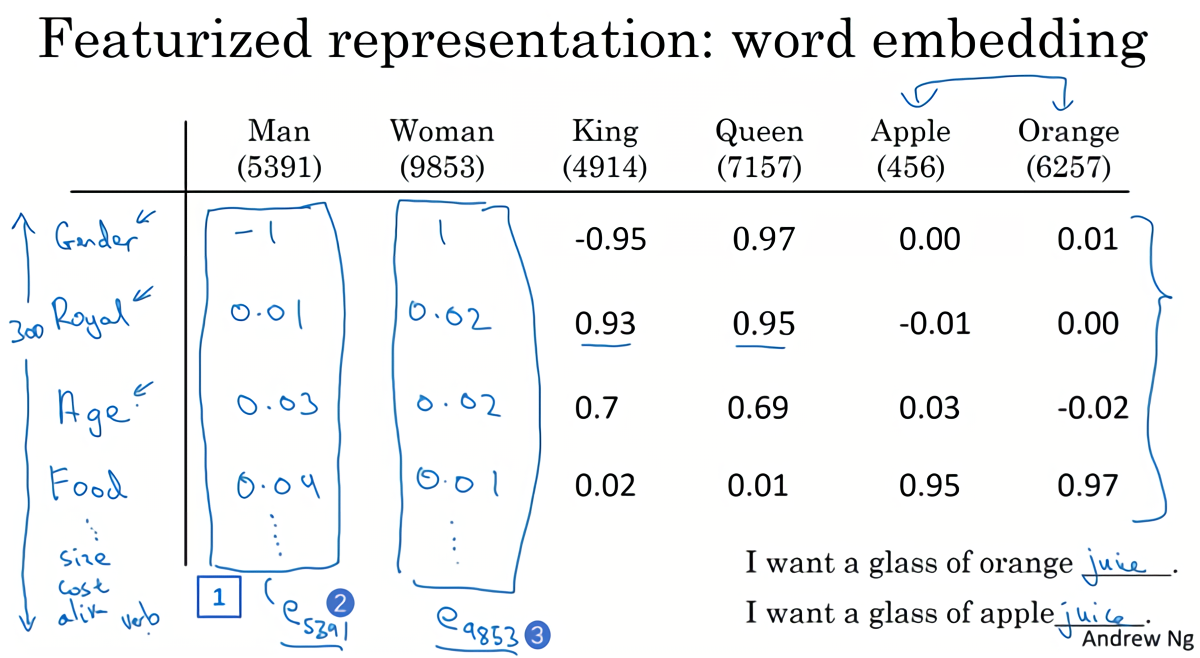 Featurized representation: word embedding
Man Woman King Queen Apple Orange
(5391) (9853) (4914) (7157) (456) (6257)
Gender -1 1 -0.95 0.97 0.00 0.01
300 Royal 0.01 0.02 0.93 0.95 -0.01 0.00
Age 0.03 0.02 0.7 0.69 0.03 -0.02
Food 0.04 0.01 0.02 0.01 0.95 0.97
size
cost
verb
1 e5391 2 e9853 3
I want a glass of orange juice.
I want a glass of apple juice.
Andrew Ng